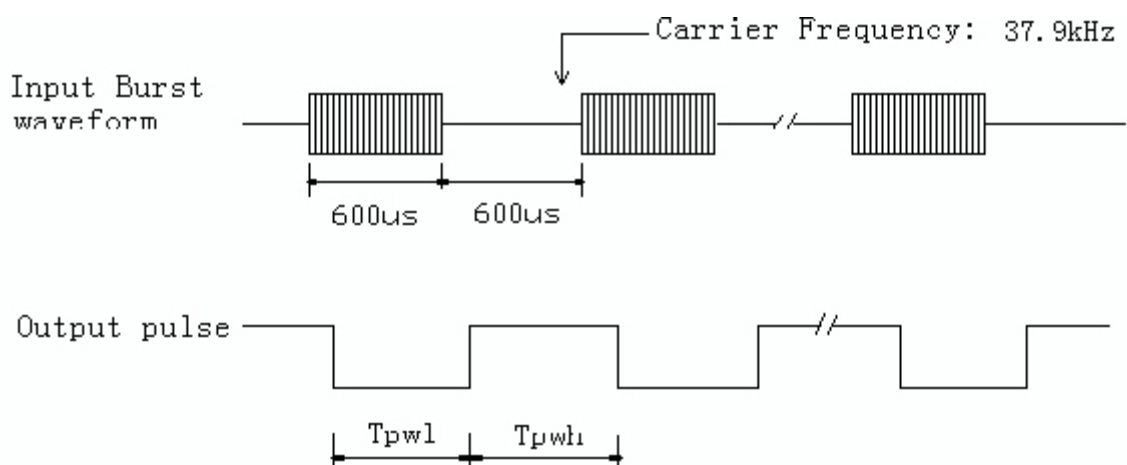 Carrier Frequency: 37.9kHz
Input Burst
waveform
600us
600us
Output pulse
Tpwl
Tpwh